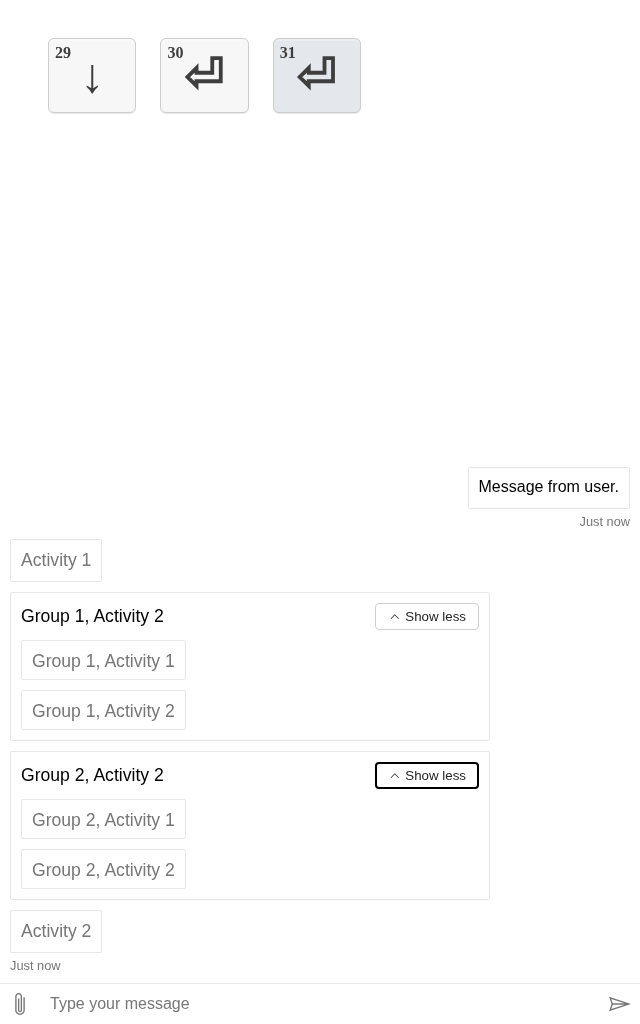 29 ↓
30 ⏎
31 ⏎
Message from user.
Just now
Activity 1
Group 1, Activity 2
Show less
Group 1, Activity 1
Group 1, Activity 2
Group 2, Activity 2
Show less
Group 2, Activity 1
Group 2, Activity 2
Activity 2
Just now
Type your message